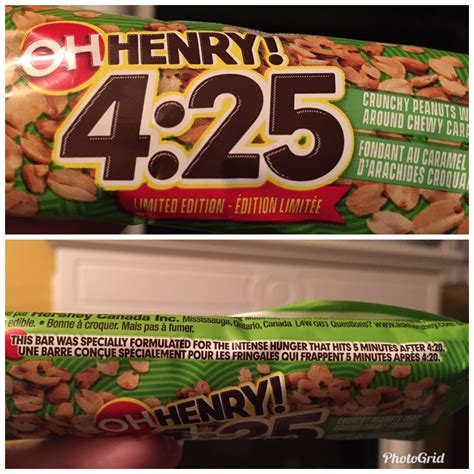 OH HENRY!
4:25
CRUNCHY PEANUTS
AROUND CHEWY
FONDANT AU CARAMEL
D'ARACHIDES
LIMITED EDITION - ÉDITION LIMITÉE
par Hershey Canada Inc. Mississauga, Ontario, Canada L4W 0B1 Questions?
edible. • Bonne à croquer. Mais pas à fumer.
THIS BAR WAS SPECIALLY FORMULATED FOR THE INTENSE HUNGER THAT HITS 5 MINUTES AFTER 4:20.
UNE BARRE CONÇUE SPÉCIALEMENT POUR LES FRINGALES QUI FRAPPENT 5 MINUTES APRÈS 4:20.
OH HENRY!
4:25
PhotoGrid